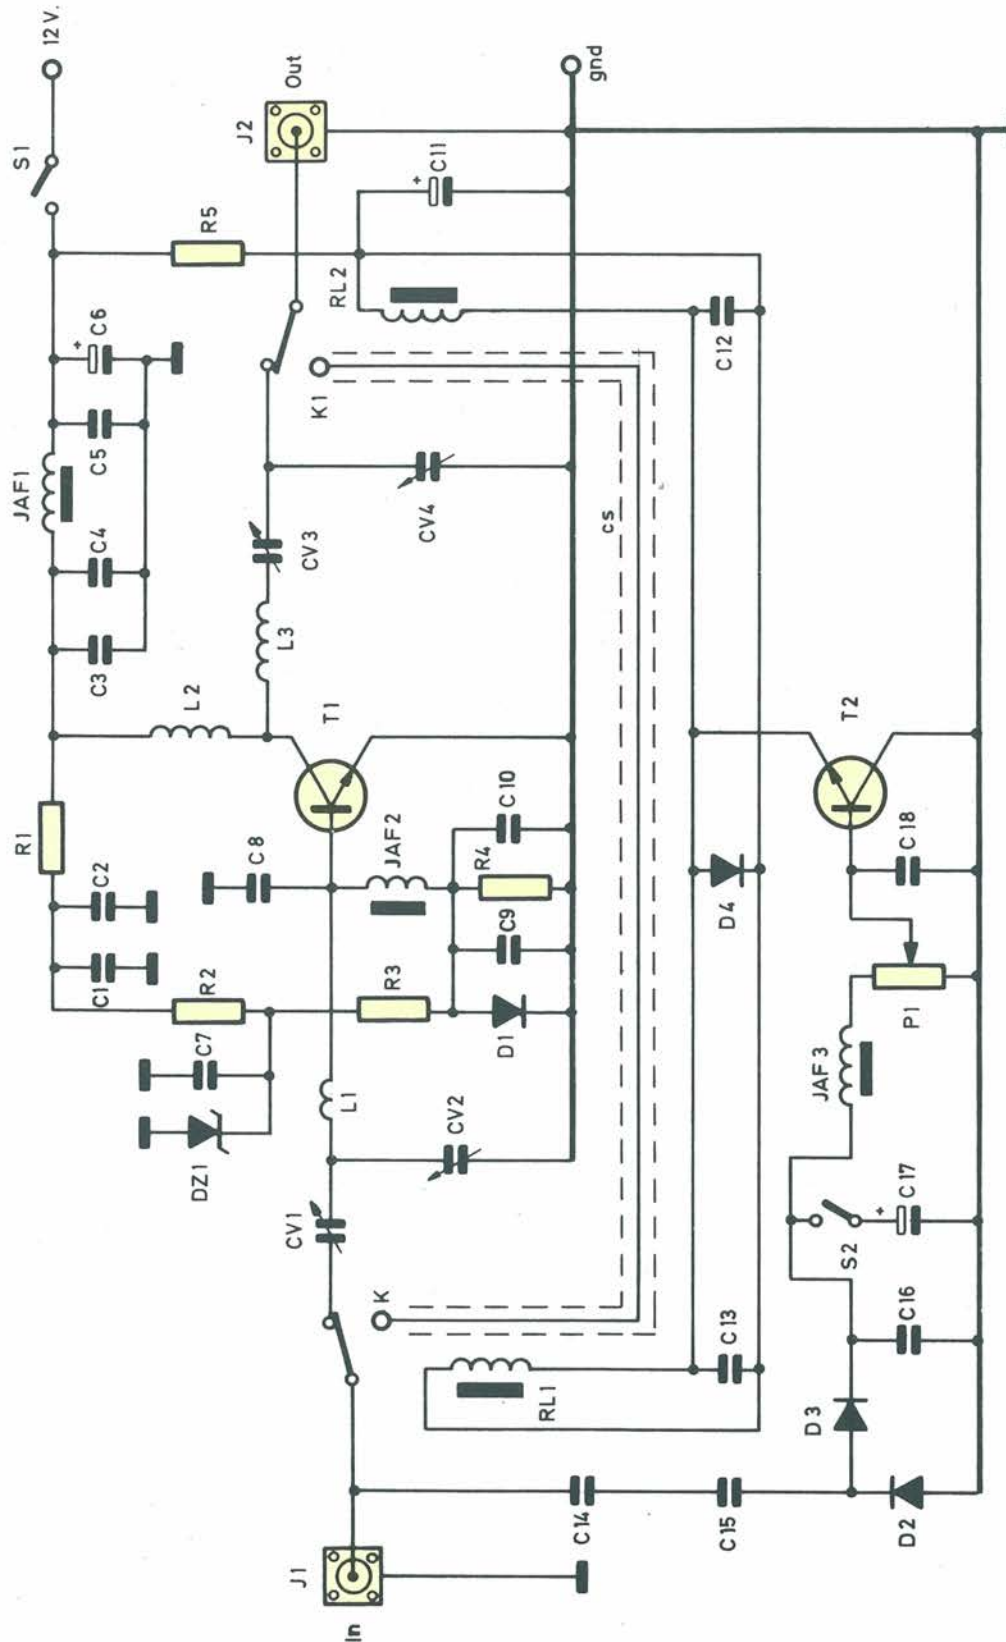 12 V.
S1
R5
C6
+
C5
JAF1
C4
C3
L2
R1
C2
C1
R2
C7
DZ1
J2
Out
gnd
C11
+
RL2
K1
CV4
CV3
L3
T1
C8
JAF2
C10
R4
C9
R3
D1
L1
CV2
CV1
K
cs
C12
D4
T2
C18
P1
JAF3
C17
+
S2
C16
C13
RL1
D3
D2
C15
C14
J1
In